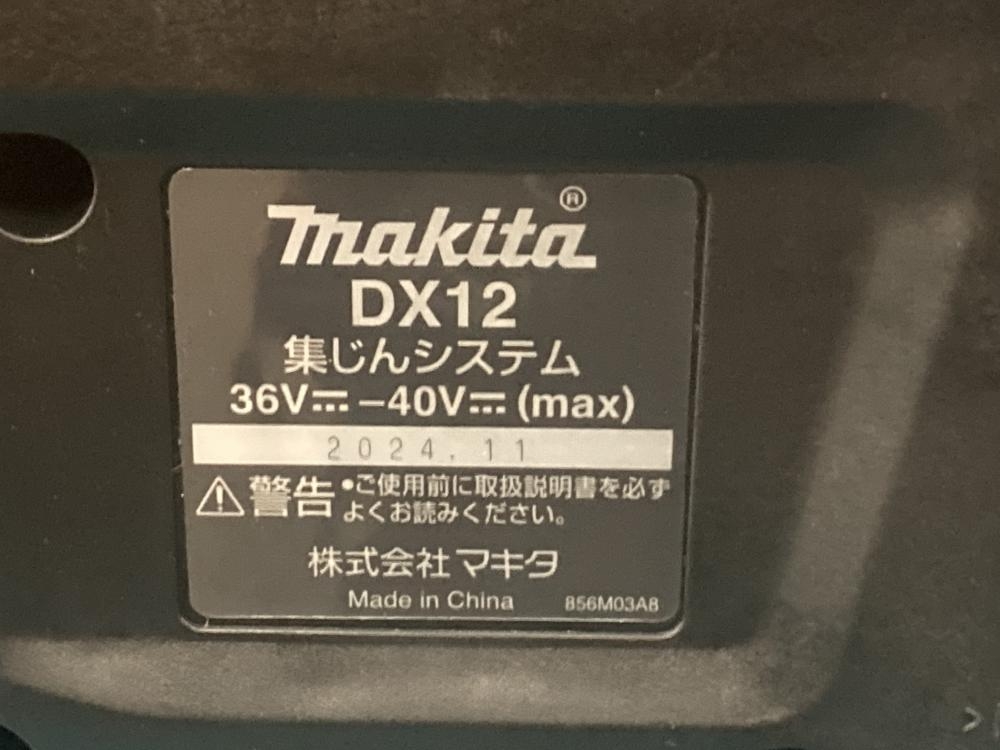 makita®
DX12
集じんシステム
36V⎓-40V⎓(max)
2024.11
⚠警告 •ご使用前に取扱説明書を必ず
よくお読みください。
株式会社マキタ
Made in China 856M03A8